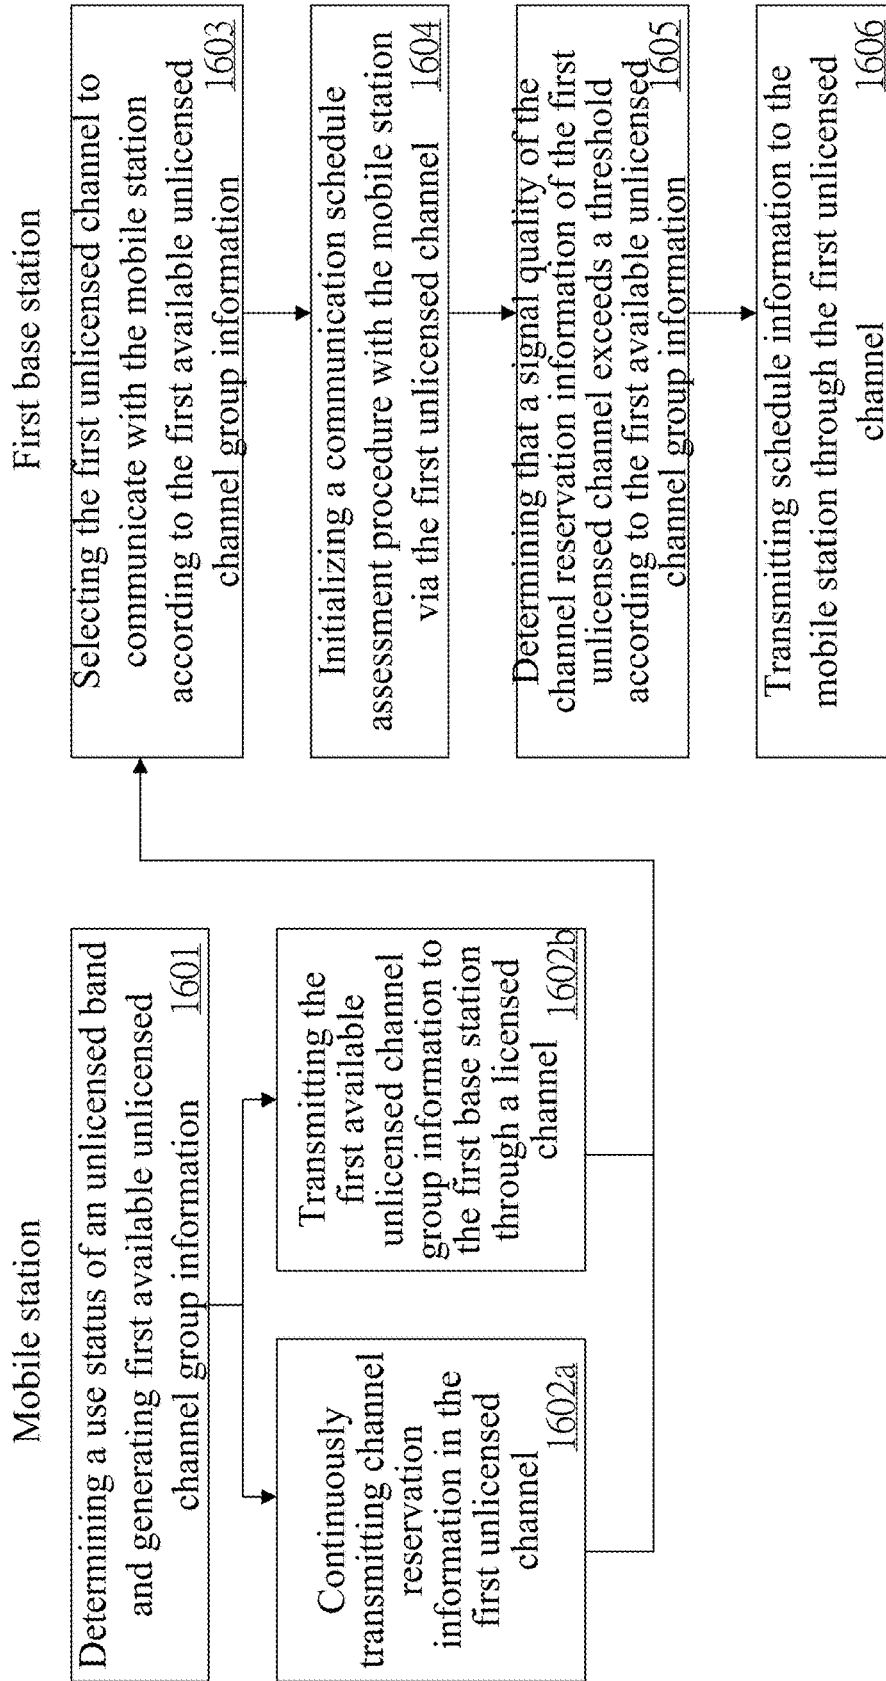 Mobile station
Determining a use status of an unlicensed band
and generating first available unlicensed
channel group information
1601
Continuously
transmitting channel
reservation
information in the
first unlicensed
channel
1602a
Transmitting the
first available
unlicensed channel
group information to
the first base station
through a licensed
channel
1602b
First base station
Selecting the first unlicensed channel to
communicate with the mobile station
according to the first available unlicensed
channel group information
1603
Initializing a communication schedule
assessment procedure with the mobile station
via the first unlicensed channel
1604
Determining that a signal quality of the
channel reservation information of the first
unlicensed channel exceeds a threshold
according to the first available unlicensed
channel group information
1605
Transmitting schedule information to the
mobile station through the first unlicensed
channel
1606